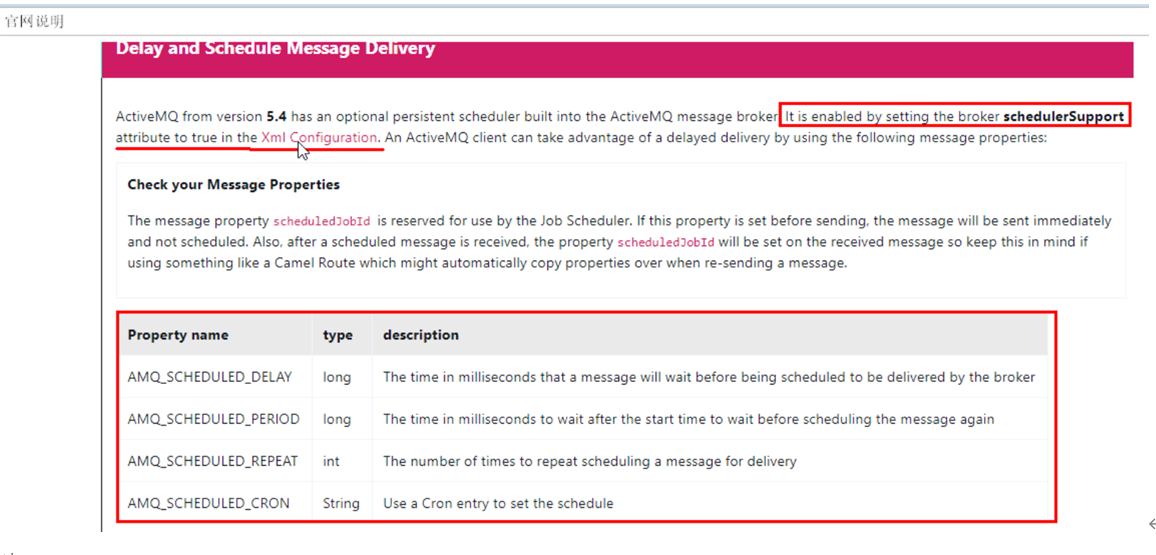 官网说明
Delay and Schedule Message Delivery
ActiveMQ from version 5.4 has an optional persistent scheduler built into the ActiveMQ message broker. It is enabled by setting the broker schedulerSupport
attribute to true in the Xml Configuration. An ActiveMQ client can take advantage of a delayed delivery by using the following message properties:
Check your Message Properties
The message property scheduledJobId is reserved for use by the Job Scheduler. If this property is set before sending, the message will be sent immediately
and not scheduled. Also, after a scheduled message is received, the property scheduledJobId will be set on the received message so keep this in mind if
using something like a Camel Route which might automatically copy properties over when re-sending a message.
Property name type description
AMQ_SCHEDULED_DELAY long The time in milliseconds that a message will wait before being scheduled to be delivered by the broker
AMQ_SCHEDULED_PERIOD long The time in milliseconds to wait after the start time to wait before scheduling the message again
AMQ_SCHEDULED_REPEAT int The number of times to repeat scheduling a message for delivery
AMQ_SCHEDULED_CRON String Use a Cron entry to set the schedule